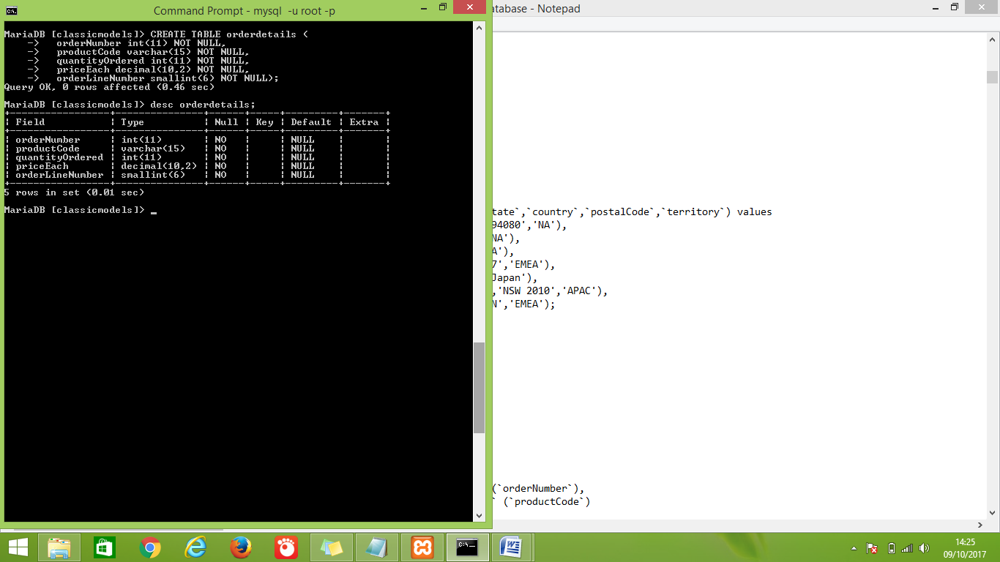 Command Prompt - mysql  -u root -p
MariaDB [classicmodels]> CREATE TABLE orderdetails (
    ->   orderNumber int(11) NOT NULL,
    ->   productCode varchar(15) NOT NULL,
    ->   quantityOrdered int(11) NOT NULL,
    ->   priceEach decimal(10,2) NOT NULL,
    ->   orderLineNumber smallint(6) NOT NULL);
Query OK, 0 rows affected (0.46 sec)
MariaDB [classicmodels]> desc orderdetails;
+-----------------+---------------+------+-----+---------+-------+
| Field           | Type          | Null | Key | Default | Extra |
+-----------------+---------------+------+-----+---------+-------+
| orderNumber     | int(11)       | NO   |     | NULL    |       |
| productCode     | varchar(15)   | NO   |     | NULL    |       |
| quantityOrdered | int(11)       | NO   |     | NULL    |       |
| priceEach       | decimal(10,2) | NO   |     | NULL    |       |
| orderLineNumber | smallint(6)   | NO   |     | NULL    |       |
+-----------------+---------------+------+-----+---------+-------+
5 rows in set (0.01 sec)
MariaDB [classicmodels]> _
atabase - Notepad
tate`,`country`,`postalCode`,`territory`) values
94080','NA'),
NA'),
A'),
7','EMEA'),
Japan'),
,'NSW 2010','APAC'),
N','EMEA');
(`orderNumber`),
` (`productCode`)
C:\_
14:25
09/10/2017